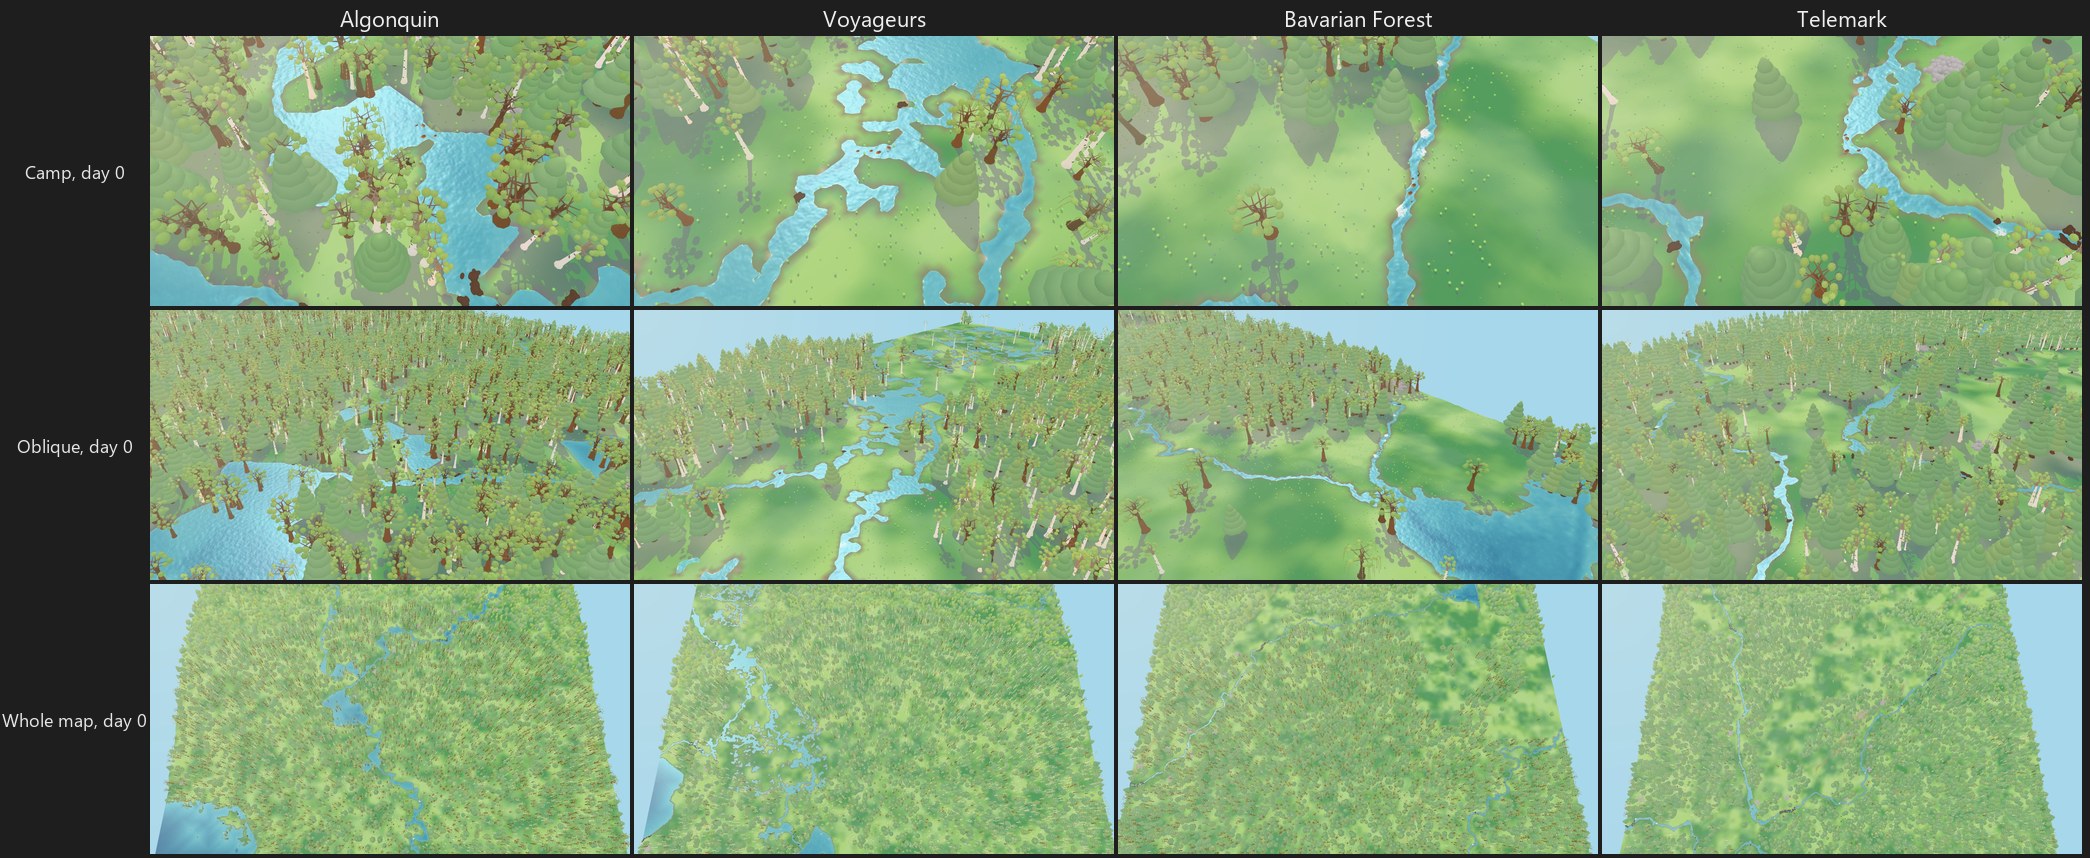 Algonquin
Voyageurs
Bavarian Forest
Telemark
Camp, day 0
Oblique, day 0
Whole map, day 0